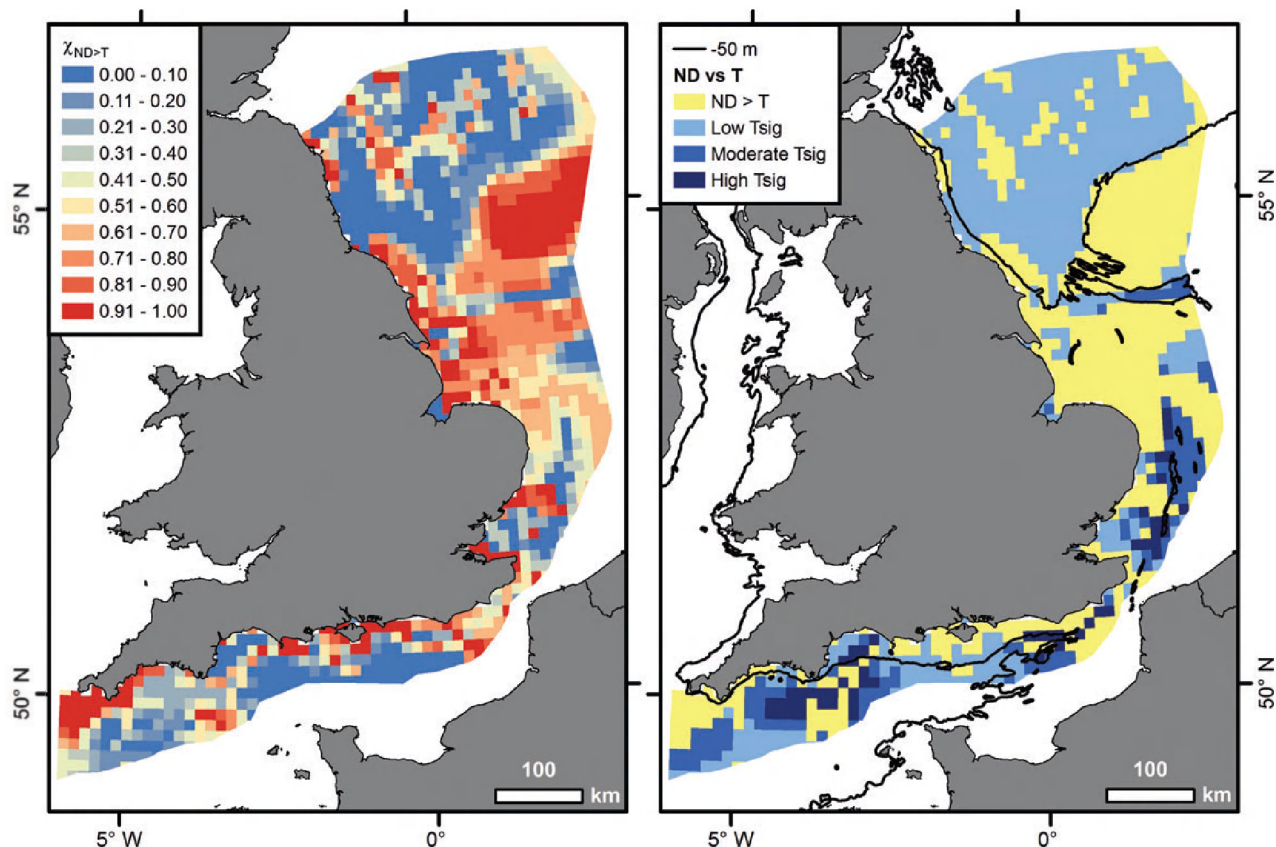 χND>T
0.00 - 0.10
0.11 - 0.20
0.21 - 0.30
0.31 - 0.40
0.41 - 0.50
0.51 - 0.60
0.61 - 0.70
0.71 - 0.80
0.81 - 0.90
0.91 - 1.00
55° N
50° N
100
km
5° W
0°
-50 m
ND vs T
ND > T
Low Tsig
Moderate Tsig
High Tsig
55° N
50° N
100
km
5° W
0°